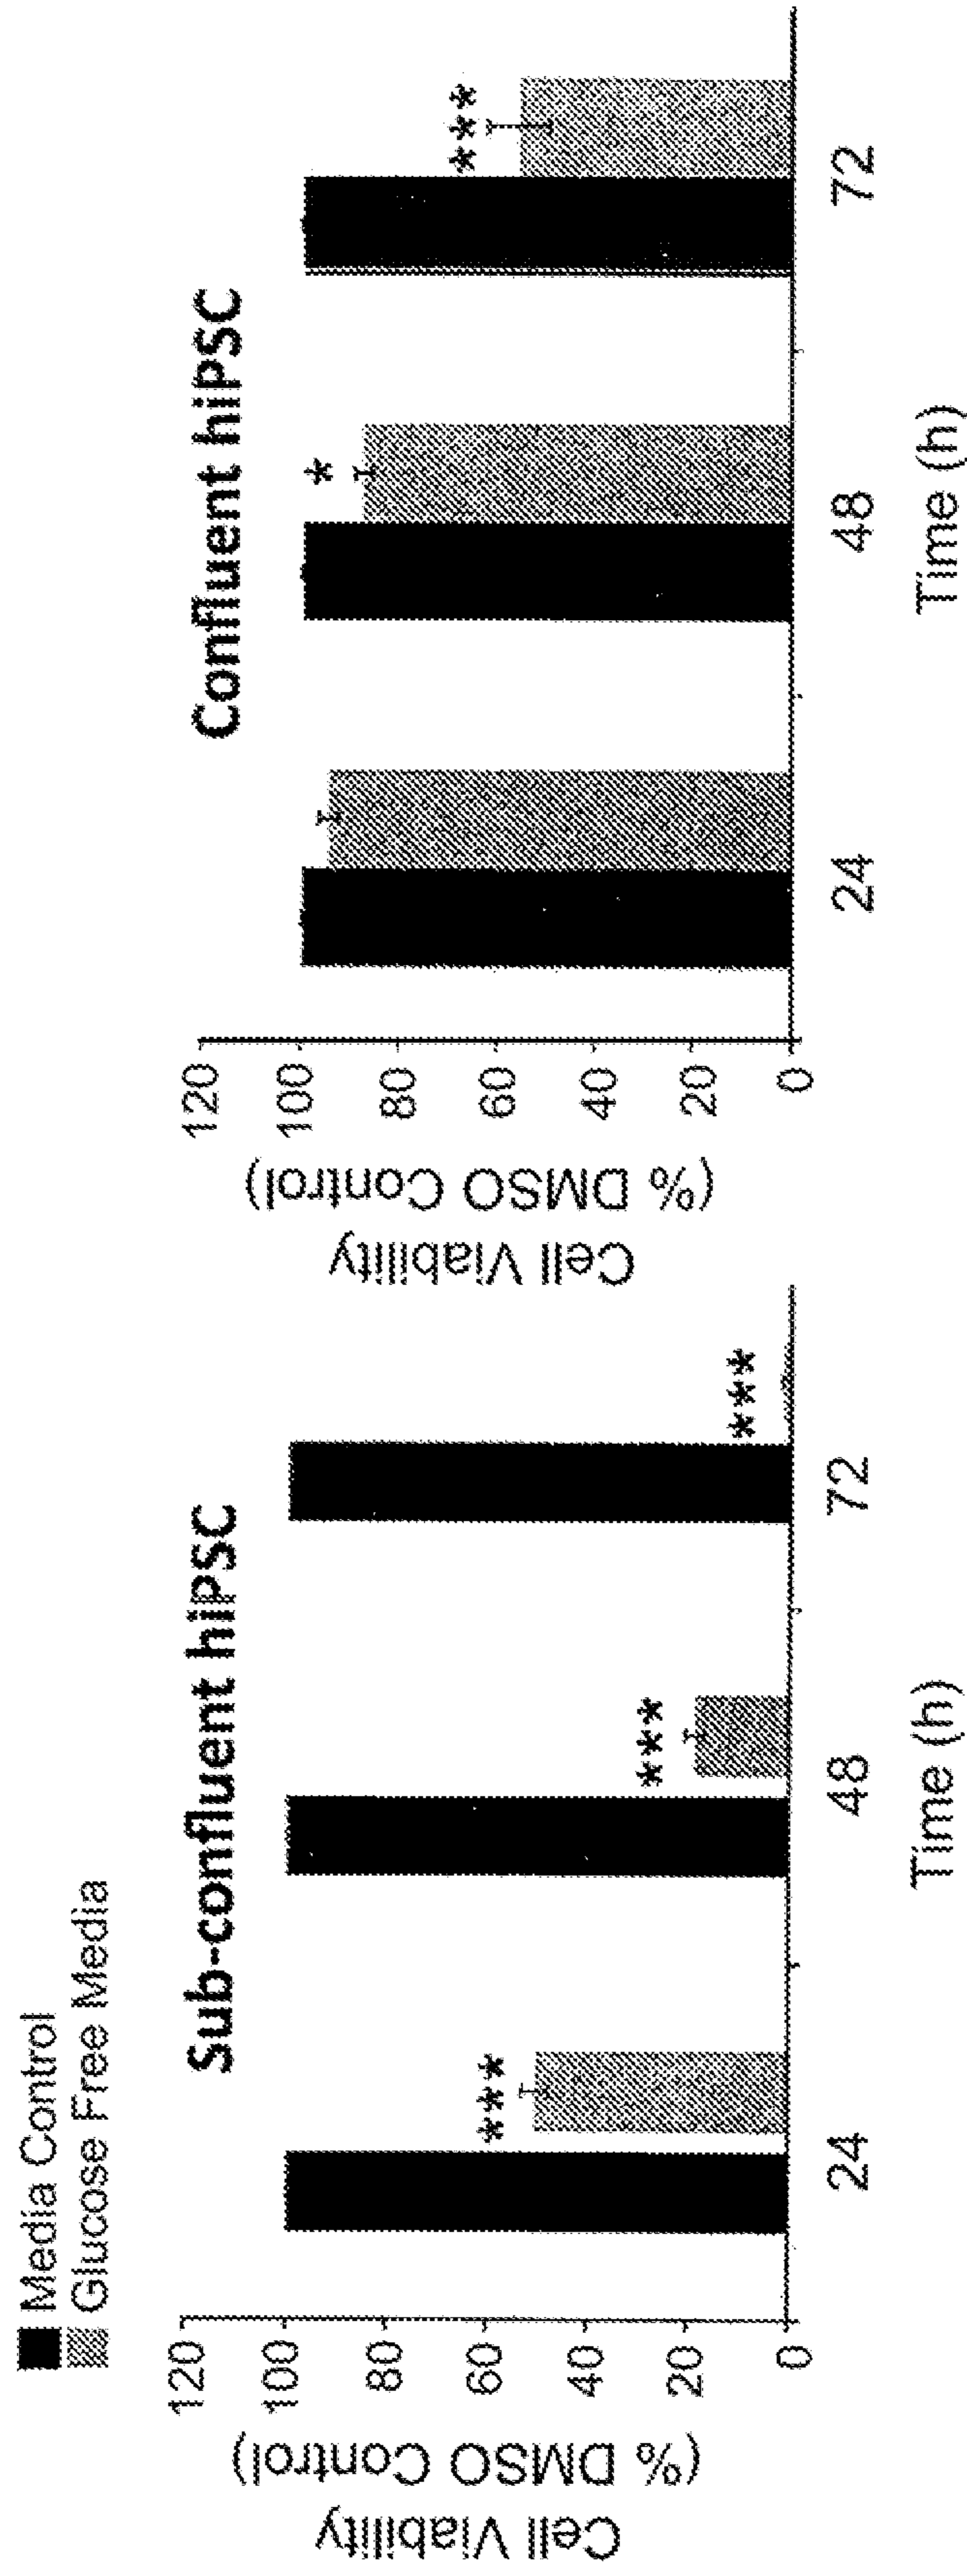 Media Control
Glucose Free Media
Sub-confluent hiPSC
Cell Viability
(% DMSO Control)
120
100
80
60
40
20
0
***
***
***
24
48
72
Time (h)
Confluent hiPSC
Cell Viability
(% DMSO Control)
120
100
80
60
40
20
0
*
***
24
48
72
Time (h)